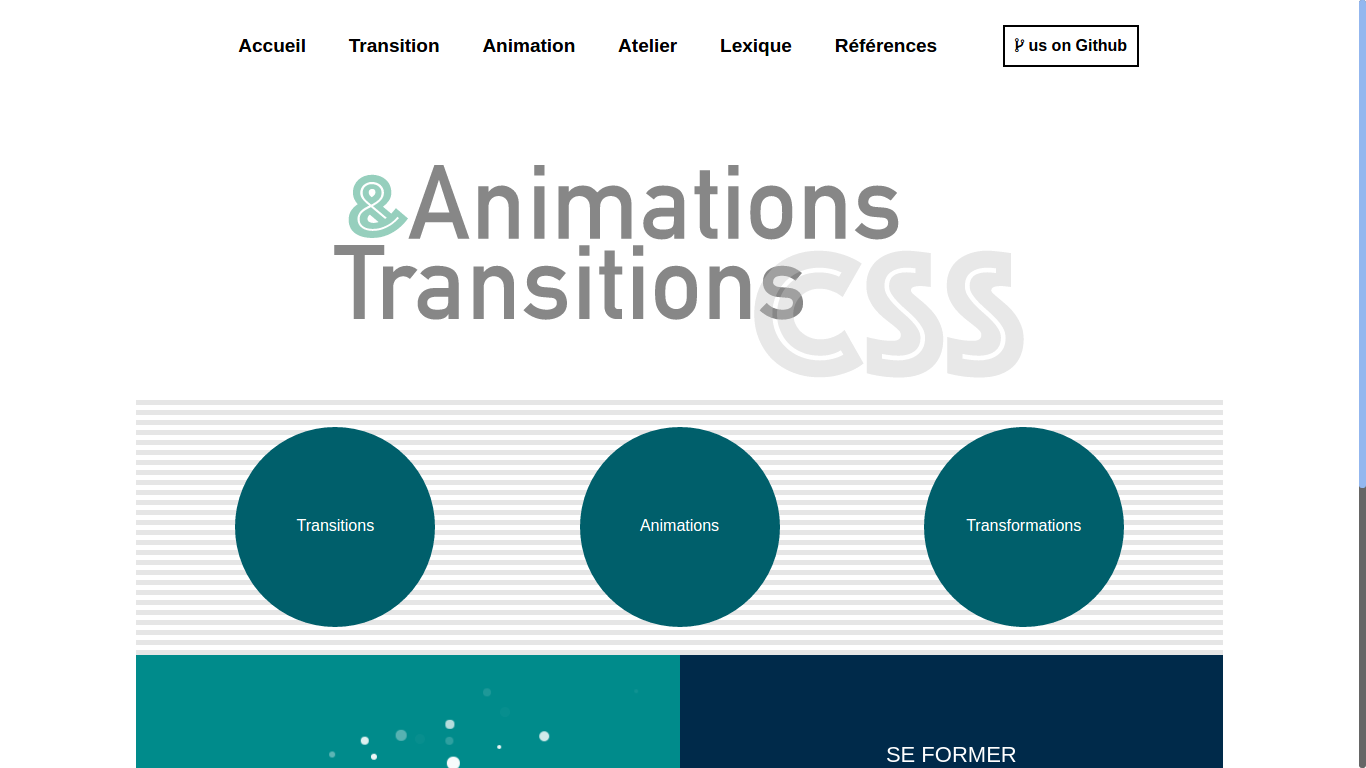 Accueil Transition Animation Atelier Lexique Références us on Github
&Animations
Transitions
CSS
Transitions Animations Transformations
SE FORMER